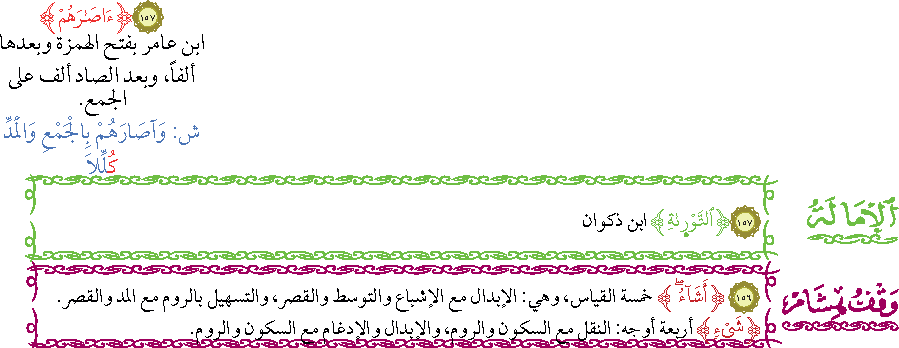 ١٥٧ ﴿ءَاصَـٰرَهُمْ﴾
ابن عامر بفتح الهمزة وبعدها
ألفاً، وبعد الصاد ألف على
الجمع.
ش: وَآصَارَهُمْ بِالْجَمْعِ وَالْمَدِّ
كُلِّلاَ
الإِمَالَةُ
١٥٧ ﴿ٱلتَّوْرَىٰةِ﴾ ابن ذكوان
وَقْفُ هِشَام
١٥٦ ﴿أَشَآءُ﴾ خمسة القياس، وهي: الإبدال مع الإشباع والتوسط والقصر، والتسهيل بالروم مع المد والقصر.
﴿شَىْءٍ﴾ أربعة أوجه: النقل مع السكون والروم، والإبدال والإدغام مع السكون والروم.